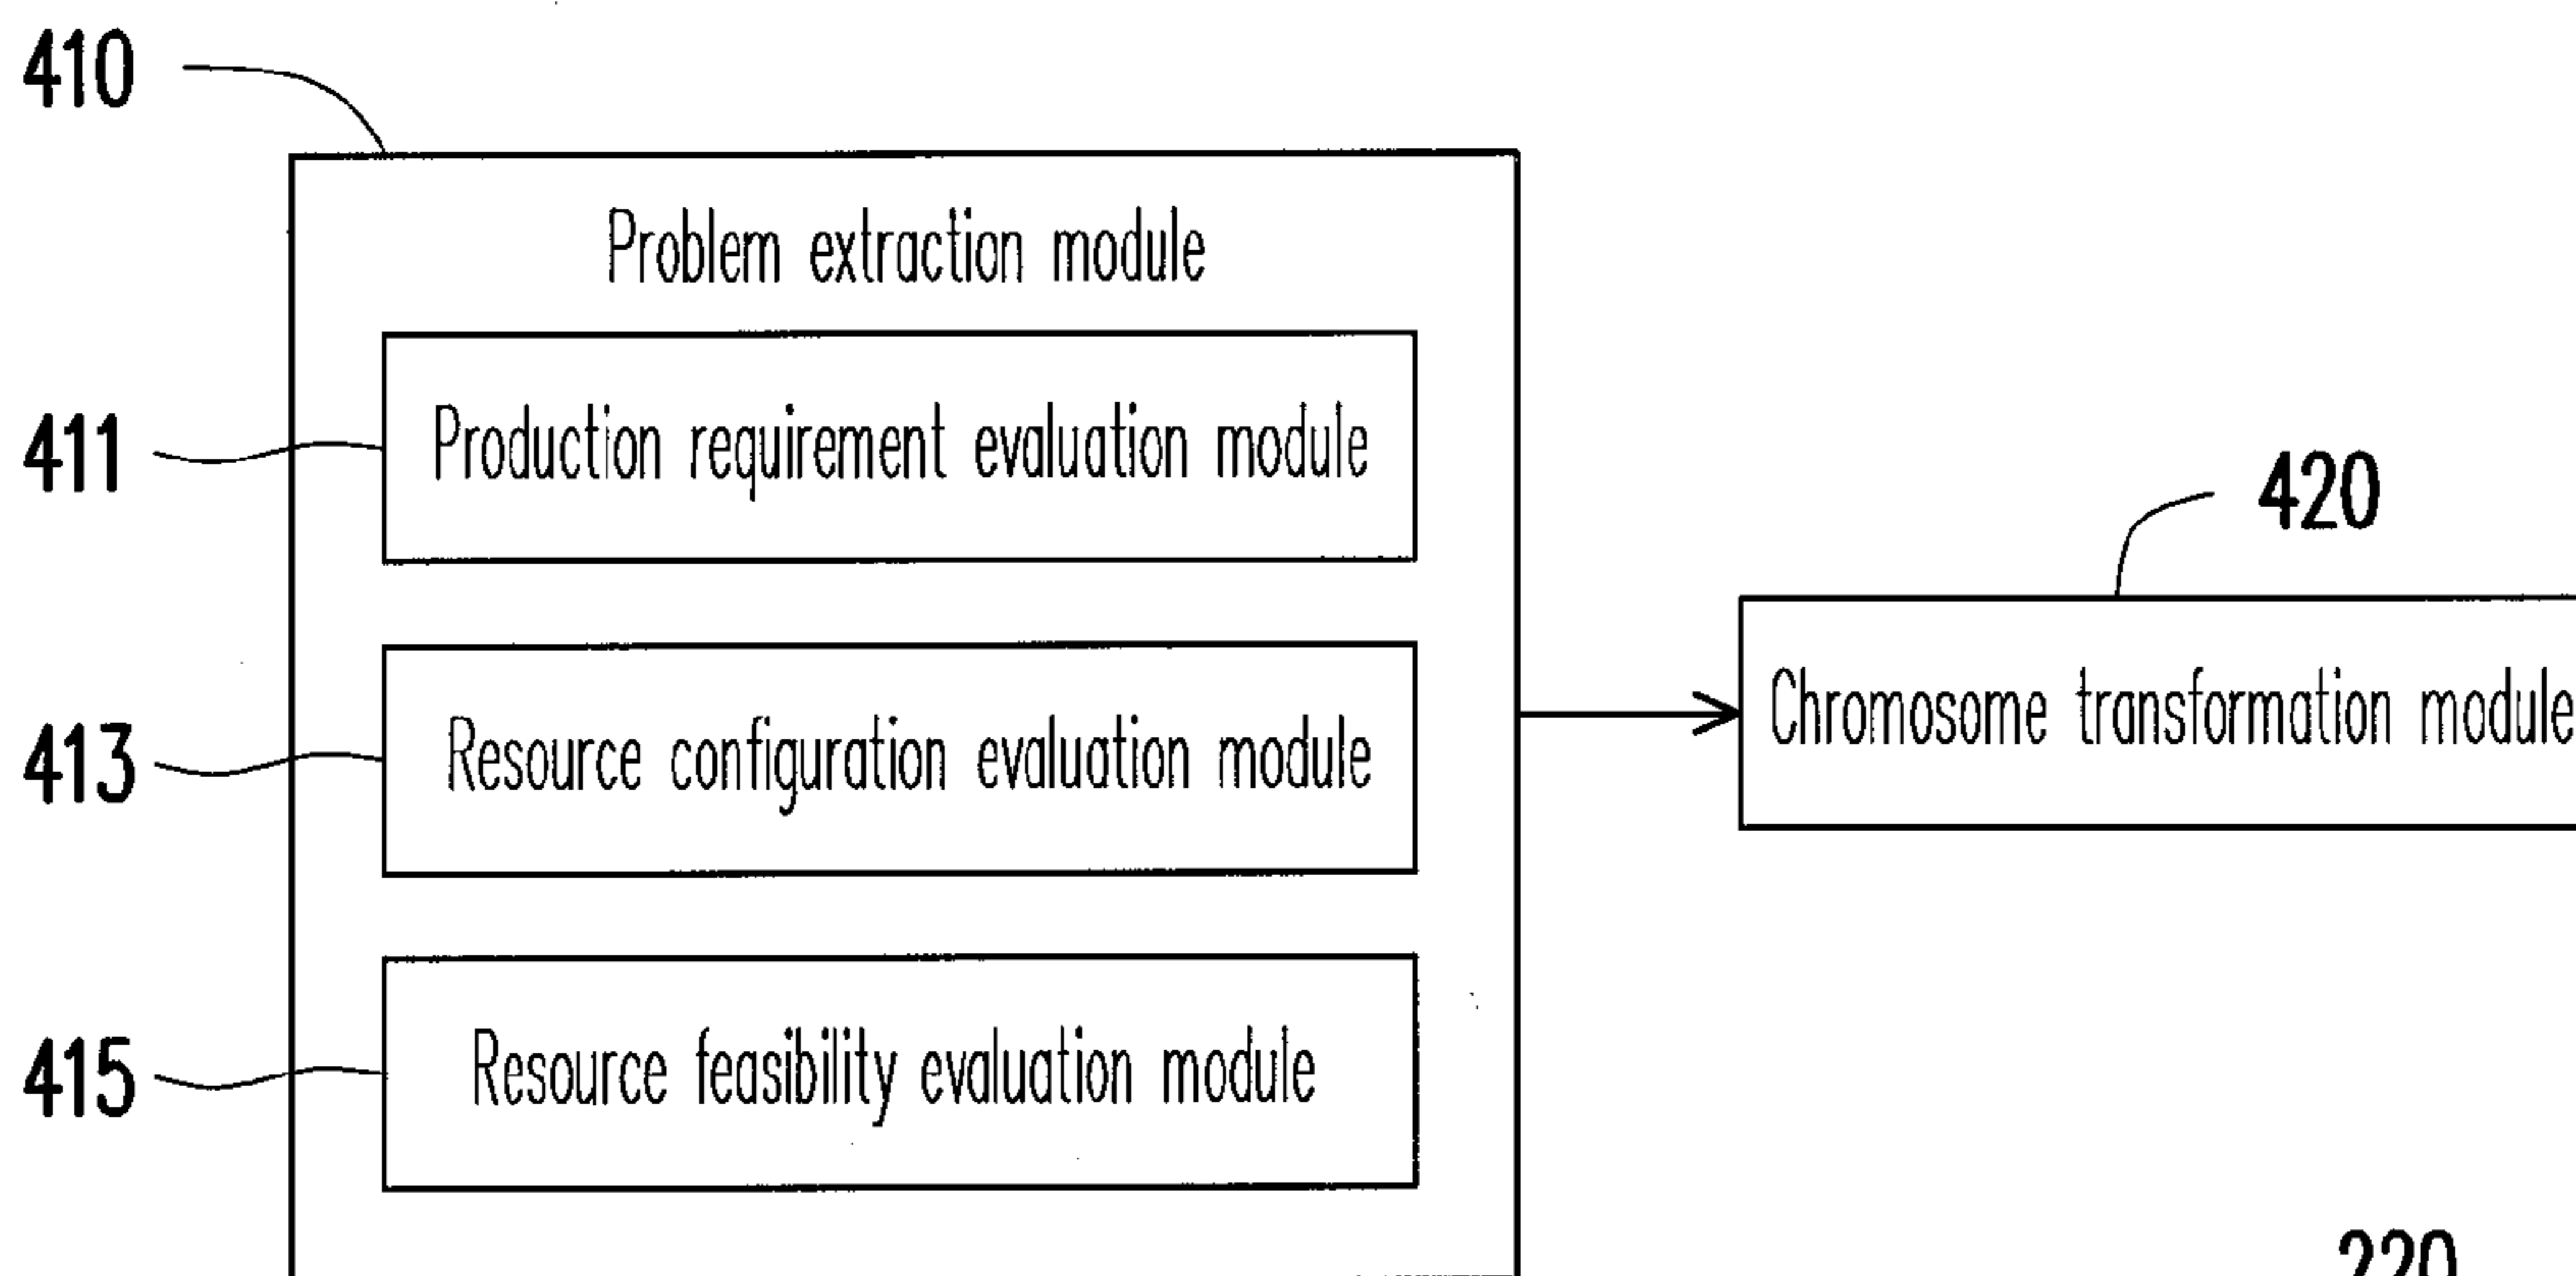 410
Problem extraction module
411
Production requirement evaluation module
420
413
Resource configuration evaluation module
Chromosome transformation module
415
Resource feasibility evaluation module
220